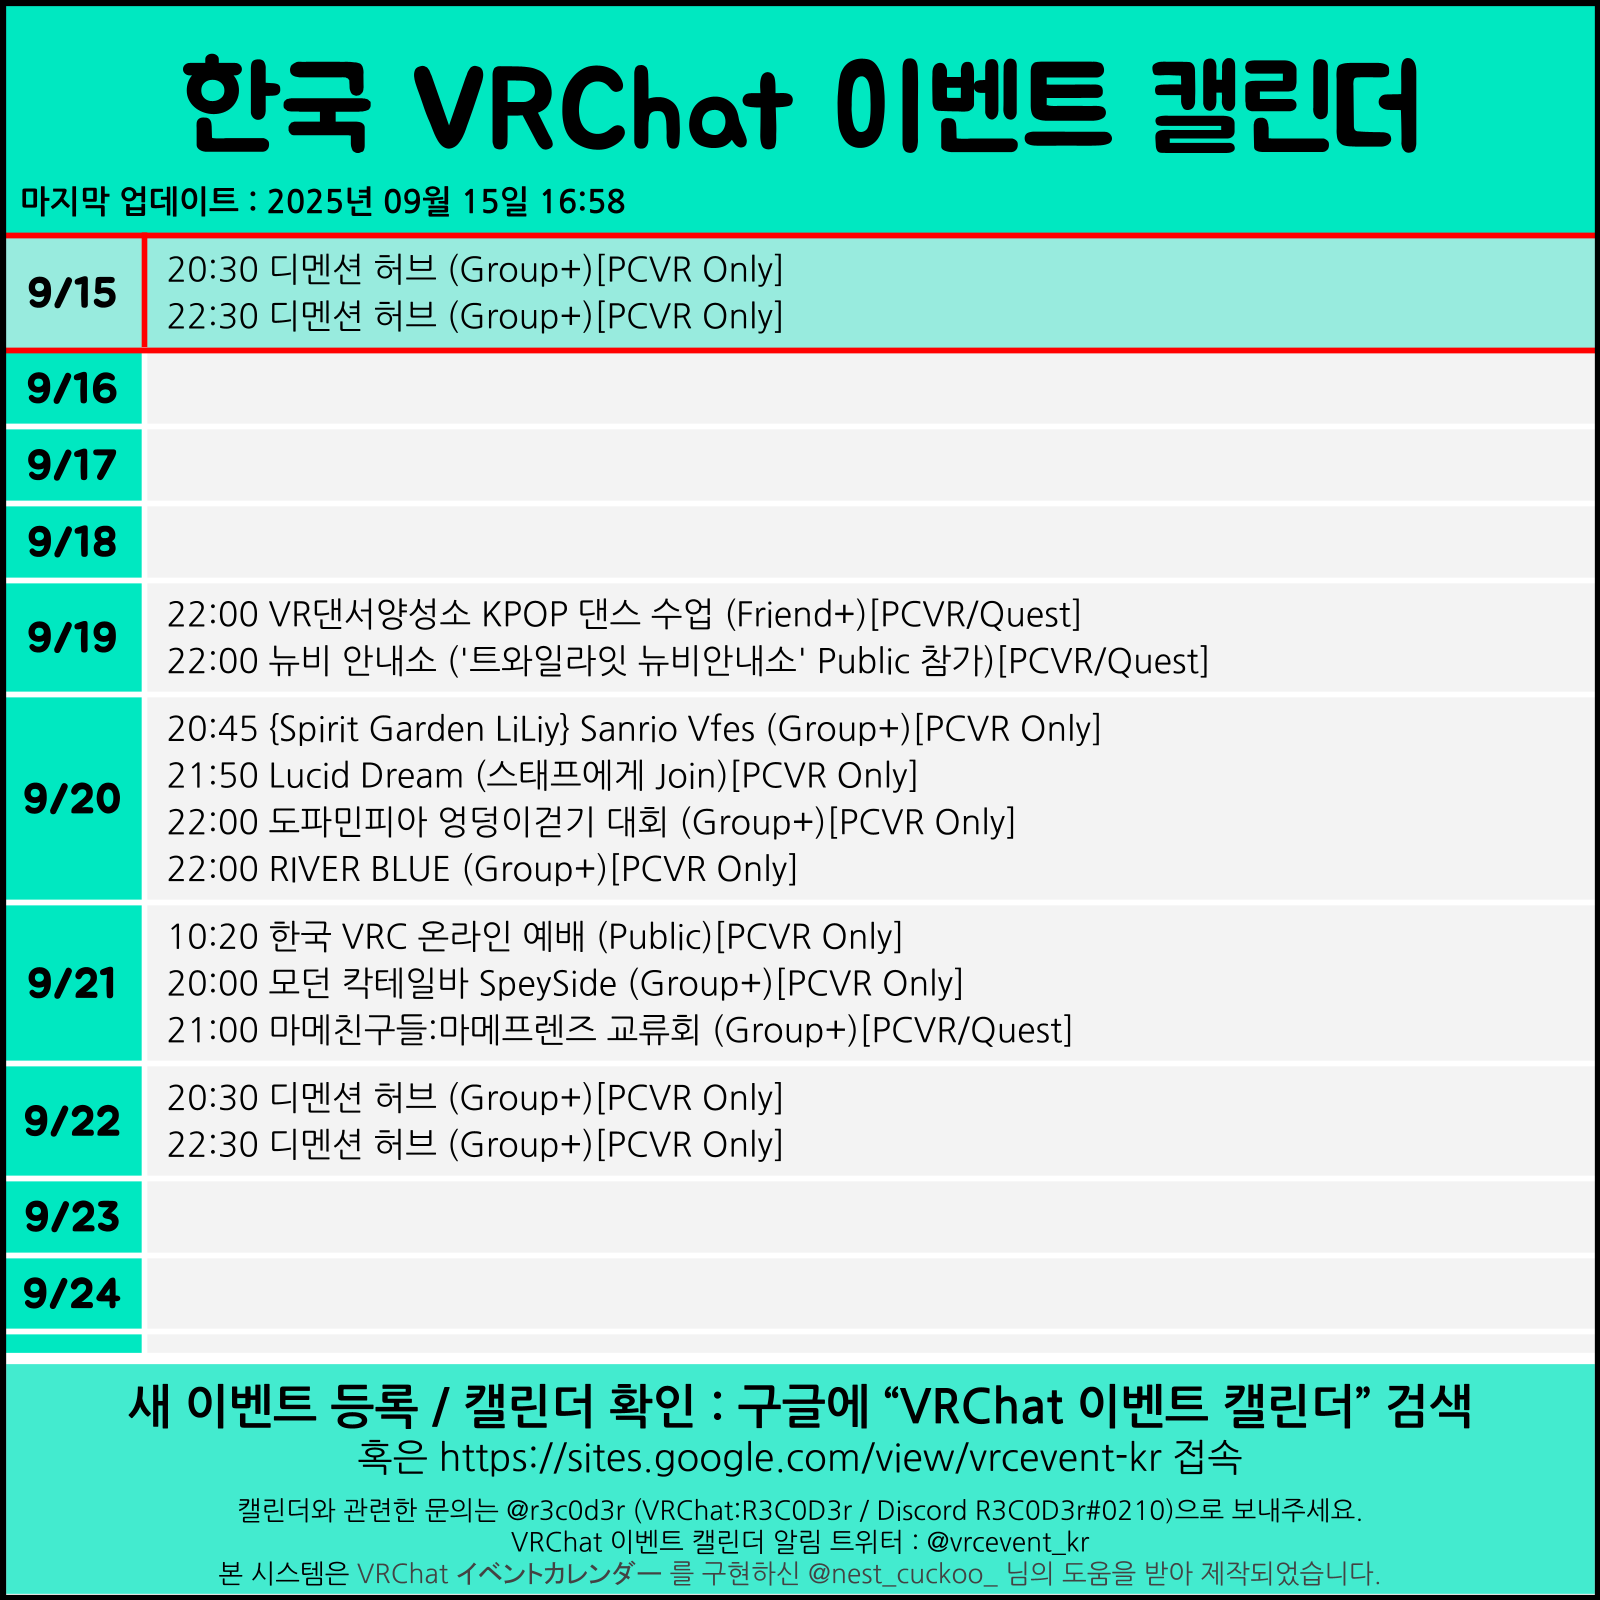 한국 VRChat 이벤트 캘린더
마지막 업데이트 : 2025년 09월 15일 16:58
9/15
20:30 디멘션 허브 (Group+)[PCVR Only]
22:30 디멘션 허브 (Group+)[PCVR Only]
9/16
9/17
9/18
9/19
22:00 VR댄서양성소 KPOP 댄스 수업 (Friend+)[PCVR/Quest]
22:00 뉴비 안내소 ('트와일라잇 뉴비안내소' Public 참가)[PCVR/Quest]
9/20
20:45 {Spirit Garden LiLiy} Sanrio Vfes (Group+)[PCVR Only]
21:50 Lucid Dream (스태프에게 Join)[PCVR Only]
22:00 도파민피아 엉덩이걷기 대회 (Group+)[PCVR Only]
22:00 RIVER BLUE (Group+)[PCVR Only]
9/21
10:20 한국 VRC 온라인 예배 (Public)[PCVR Only]
20:00 모던 칵테일바 SpeySide (Group+)[PCVR Only]
21:00 마메친구들:마메프렌즈 교류회 (Group+)[PCVR/Quest]
9/22
20:30 디멘션 허브 (Group+)[PCVR Only]
22:30 디멘션 허브 (Group+)[PCVR Only]
9/23
9/24
새 이벤트 등록 / 캘린더 확인 : 구글에 “VRChat 이벤트 캘린더” 검색
혹은 https://sites.google.com/view/vrcevent-kr 접속
캘린더와 관련한 문의는 @r3c0d3r (VRChat:R3C0D3r / Discord R3C0D3r#0210)으로 보내주세요.
VRChat 이벤트 캘린더 알림 트위터 : @vrcevent_kr
본 시스템은 VRChat イベントカレンダー 를 구현하신 @nest_cuckoo_ 님의 도움을 받아 제작되었습니다.